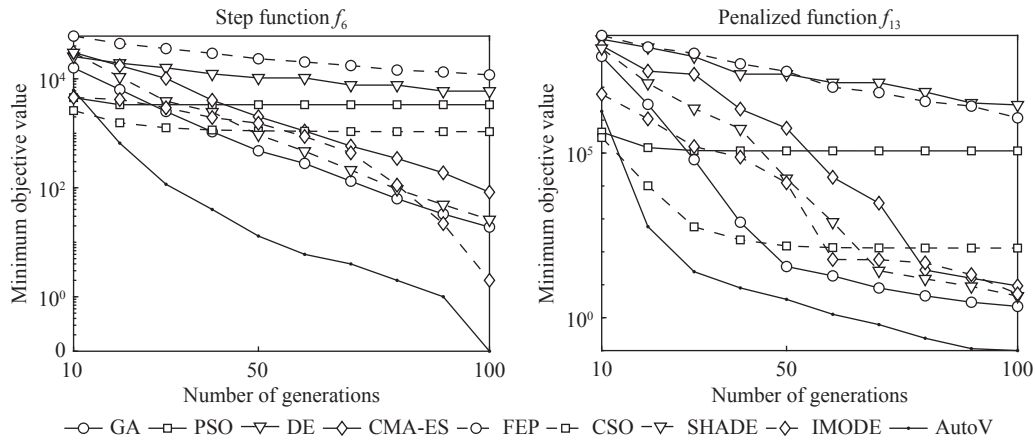 Step function f6
Minimum objective value
10^4
10^2
10^0
0
10
50
100
Number of generations
Penalized function f13
Minimum objective value
10^5
10^0
10
50
100
Number of generations
GA PSO DE CMA-ES FEP CSO SHADE IMODE AutoV